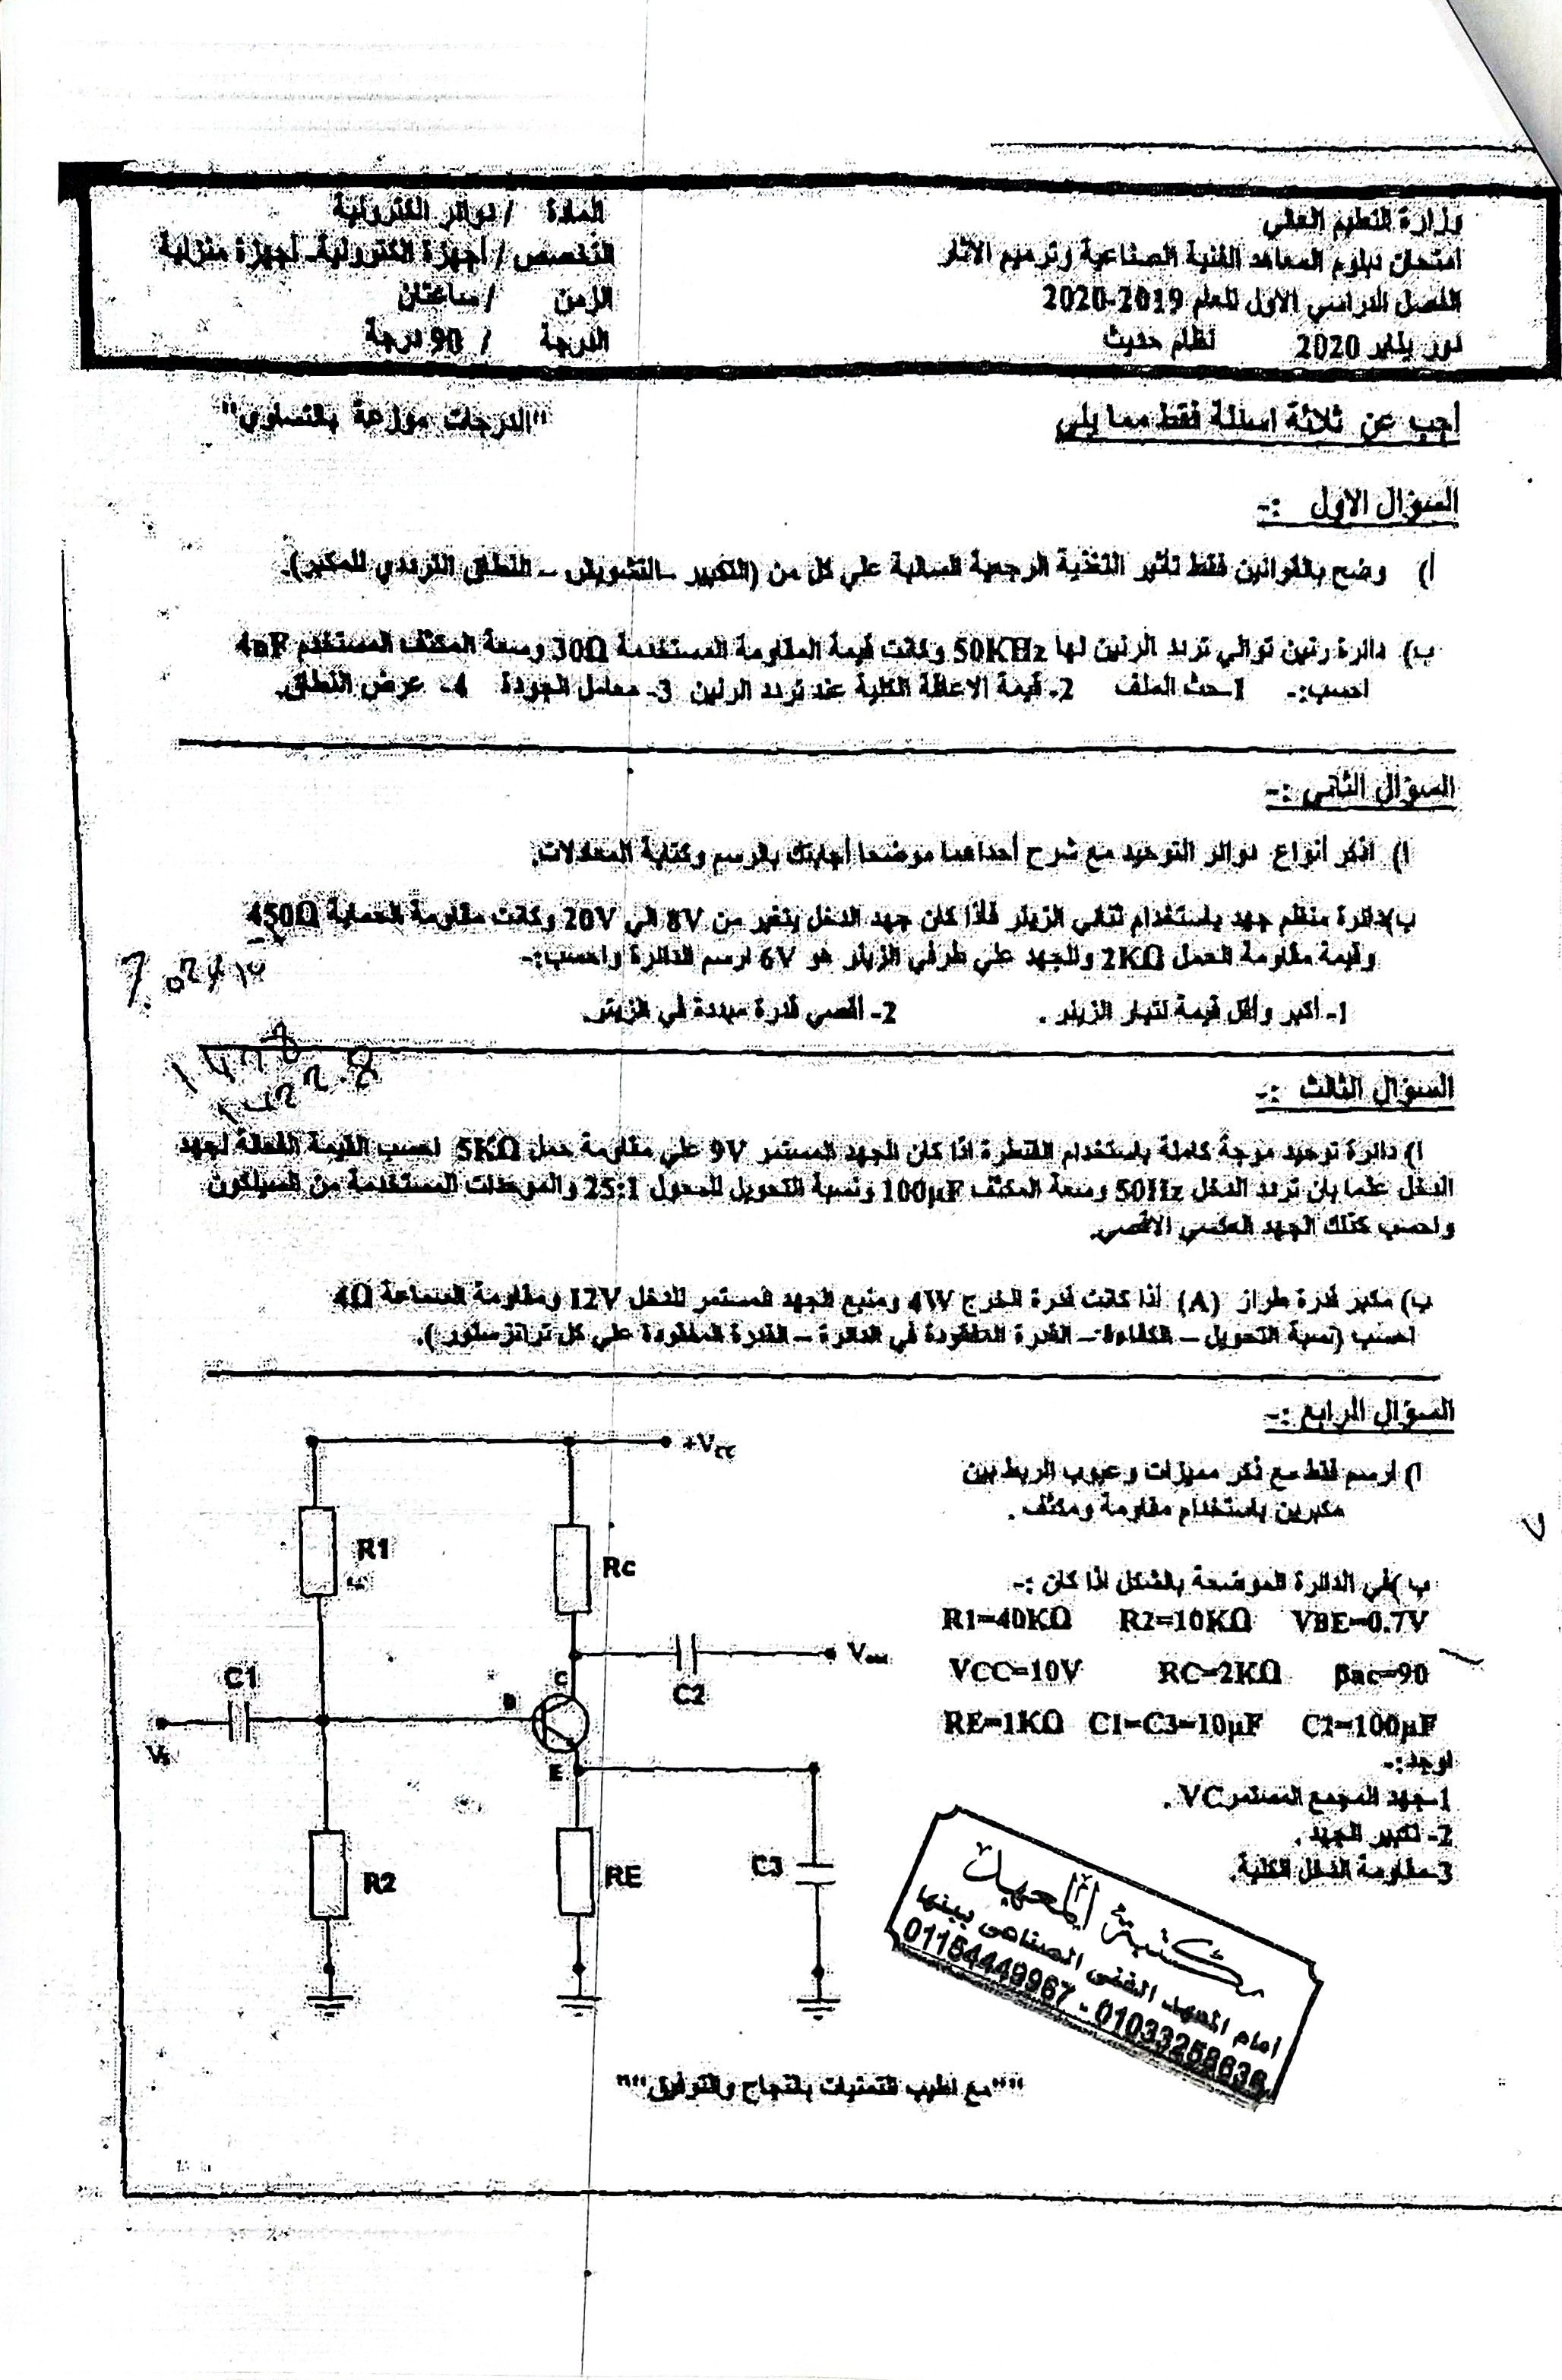 وزارة التعليم العالي
امتحان دبلوم المعاهد الفنية الصناعية وترميم الاثار
الفصل الدراسي الاول للعام 2019-2020
دور يناير 2020 نظام حديث
المادة / دوائر الكترونية
التخصص / أجهزة الكترونية - أجهزة منزلية
الزمن / ساعتان
الدرجة / 90 درجة
أجب عن ثلاثة اسئلة فقط مما يلي
"الدرجات موزعة بالتساوي"
السؤال الاول :-
أ) وضح بالقوانين فقط تأثير التغذية الرجعية السالبة علي كل من (التكبير - التشويش - النطاق الترددي للمكبر).
ب) دائرة رنين توالي تردد الرنين لها 50KHz وكانت قيمة المقاومة المستخدمة 30Ω وسعة المكثف المستخدم 4nF
احسب:- 1- حث الملف 2- قيمة الاعاقة الكلية عند تردد الرنين 3- معامل الجودة 4- عرض النطاق.
السؤال الثاني :-
ا) اذكر أنواع دوائر التوحيد مع شرح أحداهما موضحا أجابتك بالرسم وكتابة المعادلات.
ب) دائرة منظم جهد باستخدام ثنائي الزينر فاذا كان جهد الدخل يتغير من 8V الي 20V وكانت مقاومة الحماية 450Ω
وقيمة مقاومة الحمل 2KΩ والجهد علي طرفي الزينر هو 6V ارسم الدائرة واحسب:-
1- أكبر وأقل قيمة لتيار الزينر .
2- أقصي قدرة مبددة في الزينر.
السؤال الثالث :-
ا) دائرة توحيد موجة كاملة باستخدام القنطرة اذا كان الجهد المستمر 9V علي مقاومة حمل 5KΩ احسب القيمة الفعالة لجهد
الدخل علما بان تردد الدخل 50Hz وسعة المكثف 100µF ونسبة التحويل للمحول 25:1 والموحدات المستخدمة من السيلكون
واحسب كذلك الجهد العكسي الاقصي.
ب) مكبر قدرة طراز (A) اذا كانت قدرة الخرج 4W ومنبع الجهد المستمر للدخل 12V ومقاومة السماعة 4Ω
احسب (نسبة التحويل - الكفاءة - القدرة المفقودة في الدائرة - القدرة المفقودة علي كل ترانزستور).
السؤال الرابع :-
ا) ارسم فقط مع ذكر مميزات وعيوب الربط بين
مكبرين باستخدام مقاومة ومكثف .
ب) في الدائرة الموضحة بالشكل اذا كان :-
R1=40KΩ R2=10KΩ VBE=0.7V
VCC=10V RC=2KΩ βac=90
RE=1KΩ C1=C3=10µF C2=100µF
اوجد:-
1- جهد المجمع المستمر VC .
2- تكبير الجهد .
3- مقاومة الدخل الكلية.
+Vcc
R1
Rc
C1
C2
Vout
B
C
E
Vs
R2
RE
C3
مكتبة المعهد
امام المعهد الفنى الصناعى ببنها
01154449967 - 01033258636
""مع اطيب التمنيات بالنجاح والتوفيق""